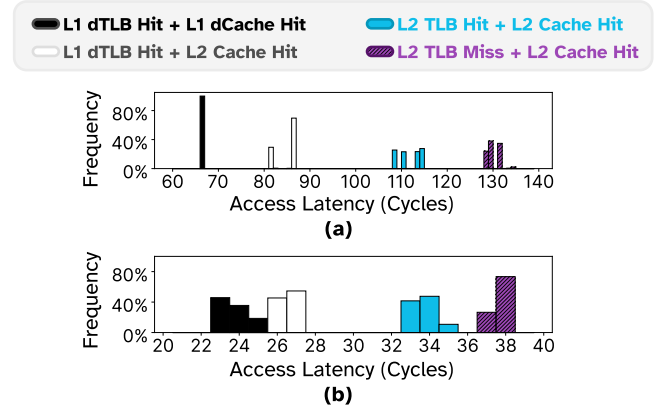 L1 dTLB Hit + L1 dCache Hit
L2 TLB Hit + L2 Cache Hit
L1 dTLB Hit + L2 Cache Hit
L2 TLB Miss + L2 Cache Hit
Frequency
80%
40%
0%
60 70 80 90 100 110 120 130 140
Access Latency (Cycles)
(a)
Frequency
80%
40%
0%
20 22 24 26 28 30 32 34 36 38 40
Access Latency (Cycles)
(b)